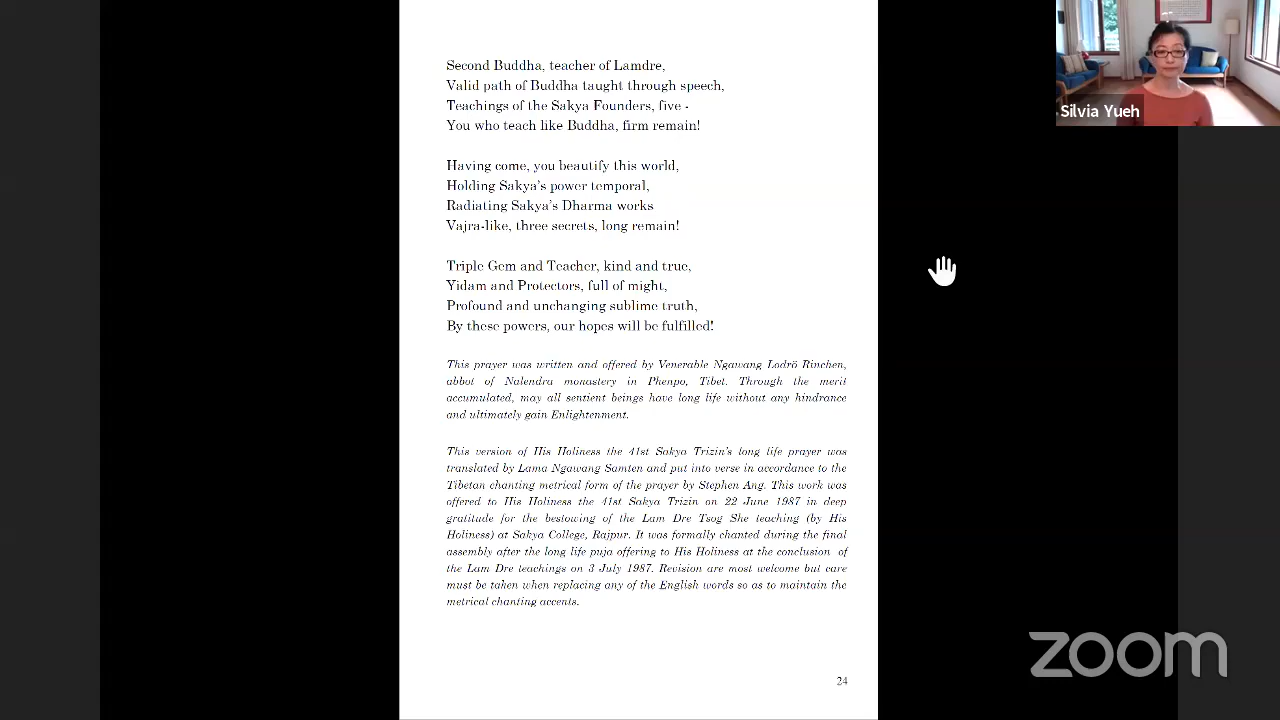 Second Buddha, teacher of Lamdre,
Valid path of Buddha taught through speech,
Teachings of the Sakya Founders, five -
You who teach like Buddha, firm remain!
Having come, you beautify this world,
Holding Sakya's power temporal,
Radiating Sakya's Dharma works
Vajra-like, three secrets, long remain!
Triple Gem and Teacher, kind and true,
Yidam and Protectors, full of might,
Profound and unchanging sublime truth,
By these powers, our hopes will be fulfilled!
This prayer was written and offered by Venerable Ngawang Lodrö Rinchen,
abbot of Nalendra monastery in Phenpo, Tibet. Through the merit
accumulated, may all sentient beings have long life without any hindrance
and ultimately gain Enlightenment.
This version of His Holiness the 41st Sakya Trizin's long life prayer was
translated by Lama Ngawang Samten and put into verse in accordance to the
Tibetan chanting metrical form of the prayer by Stephen Ang. This work was
offered to His Holiness the 41st Sakya Trizin on 22 June 1987 in deep
gratitude for the bestowing of the Lam Dre Tsog She teaching (by His
Holiness) at Sakya College, Rajpur. It was formally chanted during the final
assembly after the long life puja offering to His Holiness at the conclusion of
the Lam Dre teachings on 3 July 1987. Revision are most welcome but care
must be taken when replacing any of the English words so as to maintain the
metrical chanting accents.
24
Silvia Yueh
zoom